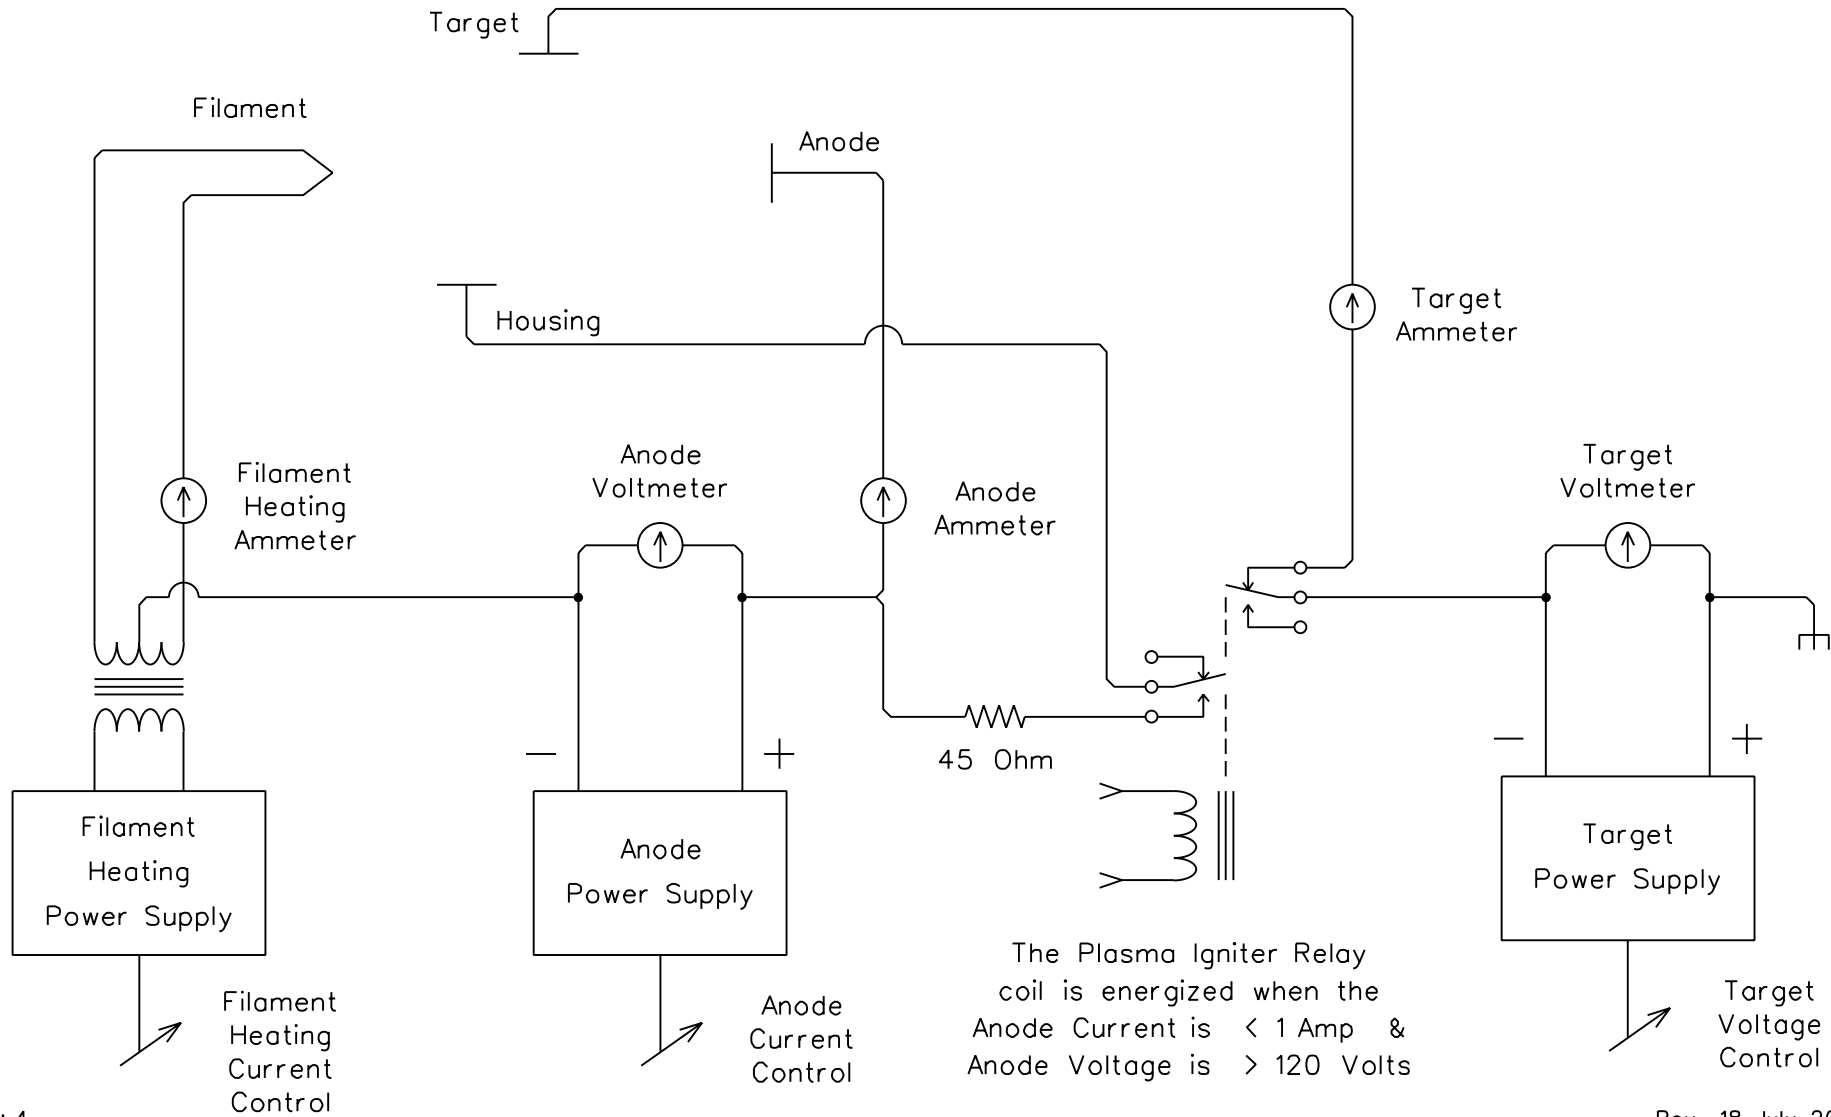 Target
Filament
Anode
Housing
Target
Ammeter
Filament
Heating
Ammeter
Anode
Voltmeter
Anode
Ammeter
Target
Voltmeter
45 Ohm
−
+
−
+
Filament
Heating
Power Supply
Anode
Power Supply
Target
Power Supply
The Plasma Igniter Relay
coil is energized when the
Anode Current is < 1 Amp &
Anode Voltage is > 120 Volts
Filament
Heating
Current
Control
Anode
Current
Control
Target
Voltage
Control